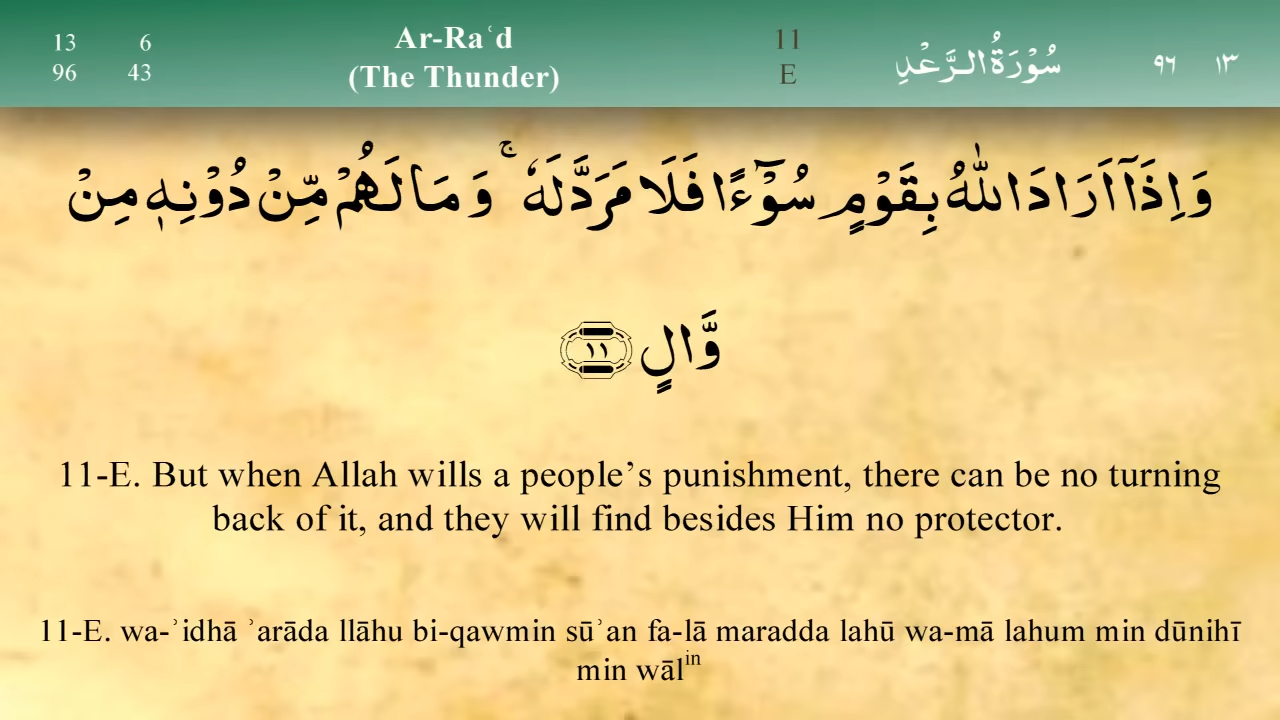 13 6
96 43
Ar-Raʿd
(The Thunder)
11
E
سُوْرَةُ الرَّعْدِ
٩٦ ١٣
وَاِذَآ اَرَادَ اللّٰهُ بِقَوْمٍ سُوْٓءًا فَلَا مَرَدَّ لَهٗ ۚ وَمَا لَهُمْ مِّنْ دُوْنِهٖ مِنْ
وَّالٍ ١١
11-E. But when Allah wills a people’s punishment, there can be no turning
back of it, and they will find besides Him no protector.
11-E. wa-ʾidhā ʾarāda llāhu bi-qawmin sūʾan fa-lā maradda lahū wa-mā lahum min dūnihī
min wālin